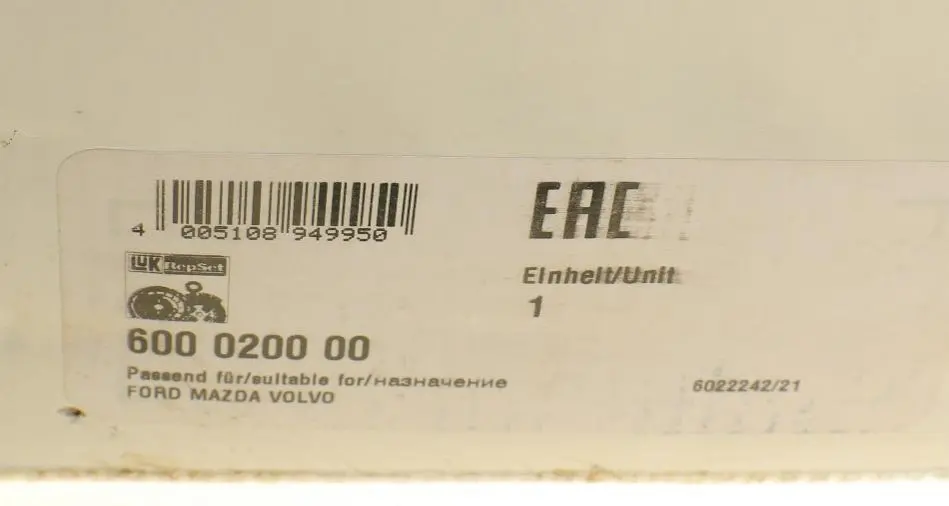 4 005108 949950
EAC
LuK RepSet
Einheit/Unit
1
600 0200 00
Passend für/suitable for/назначение
FORD MAZDA VOLVO
6022242/21